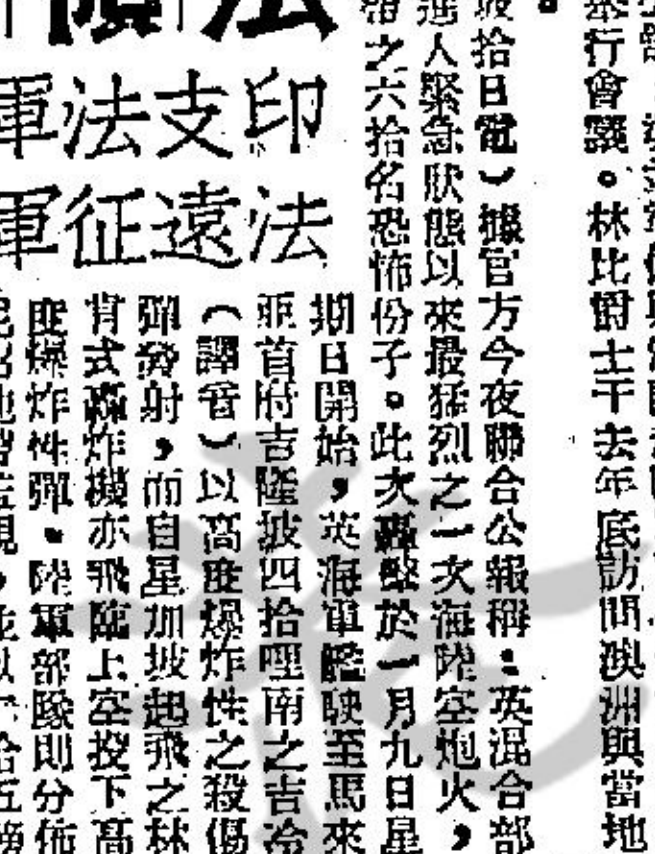 舉行會議。林比爵士于去年底訪問澳洲與當地
坡拾日電）據官方今夜聯合公報稱：英混合部
進人緊急狀態以來最猛烈之一次海陸空炮火，
之六拾名恐怖份子。此次轟擊於一月九日星
期日開始，英海軍艦駛至馬來
亞首府吉隆坡四拾哩南之吉冷
（譯音）以高度爆炸性之殺傷
彈發射，而自星加坡起飛之林
肯式轟炸機亦飛臨上空投下高
度爆炸性彈。陸軍部隊則分佈
印支法軍
法遠征軍